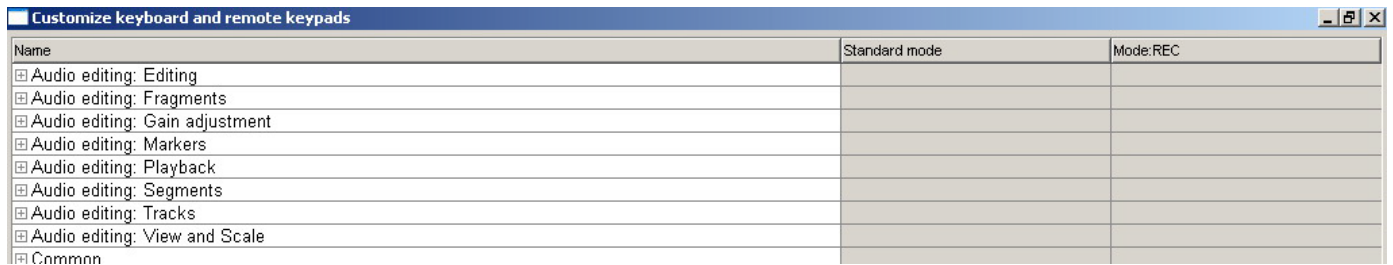 Customize keyboard and remote keypads
Name Standard mode Mode:REC
Audio editing: Editing
Audio editing: Fragments
Audio editing: Gain adjustment
Audio editing: Markers
Audio editing: Playback
Audio editing: Segments
Audio editing: Tracks
Audio editing: View and Scale
Common